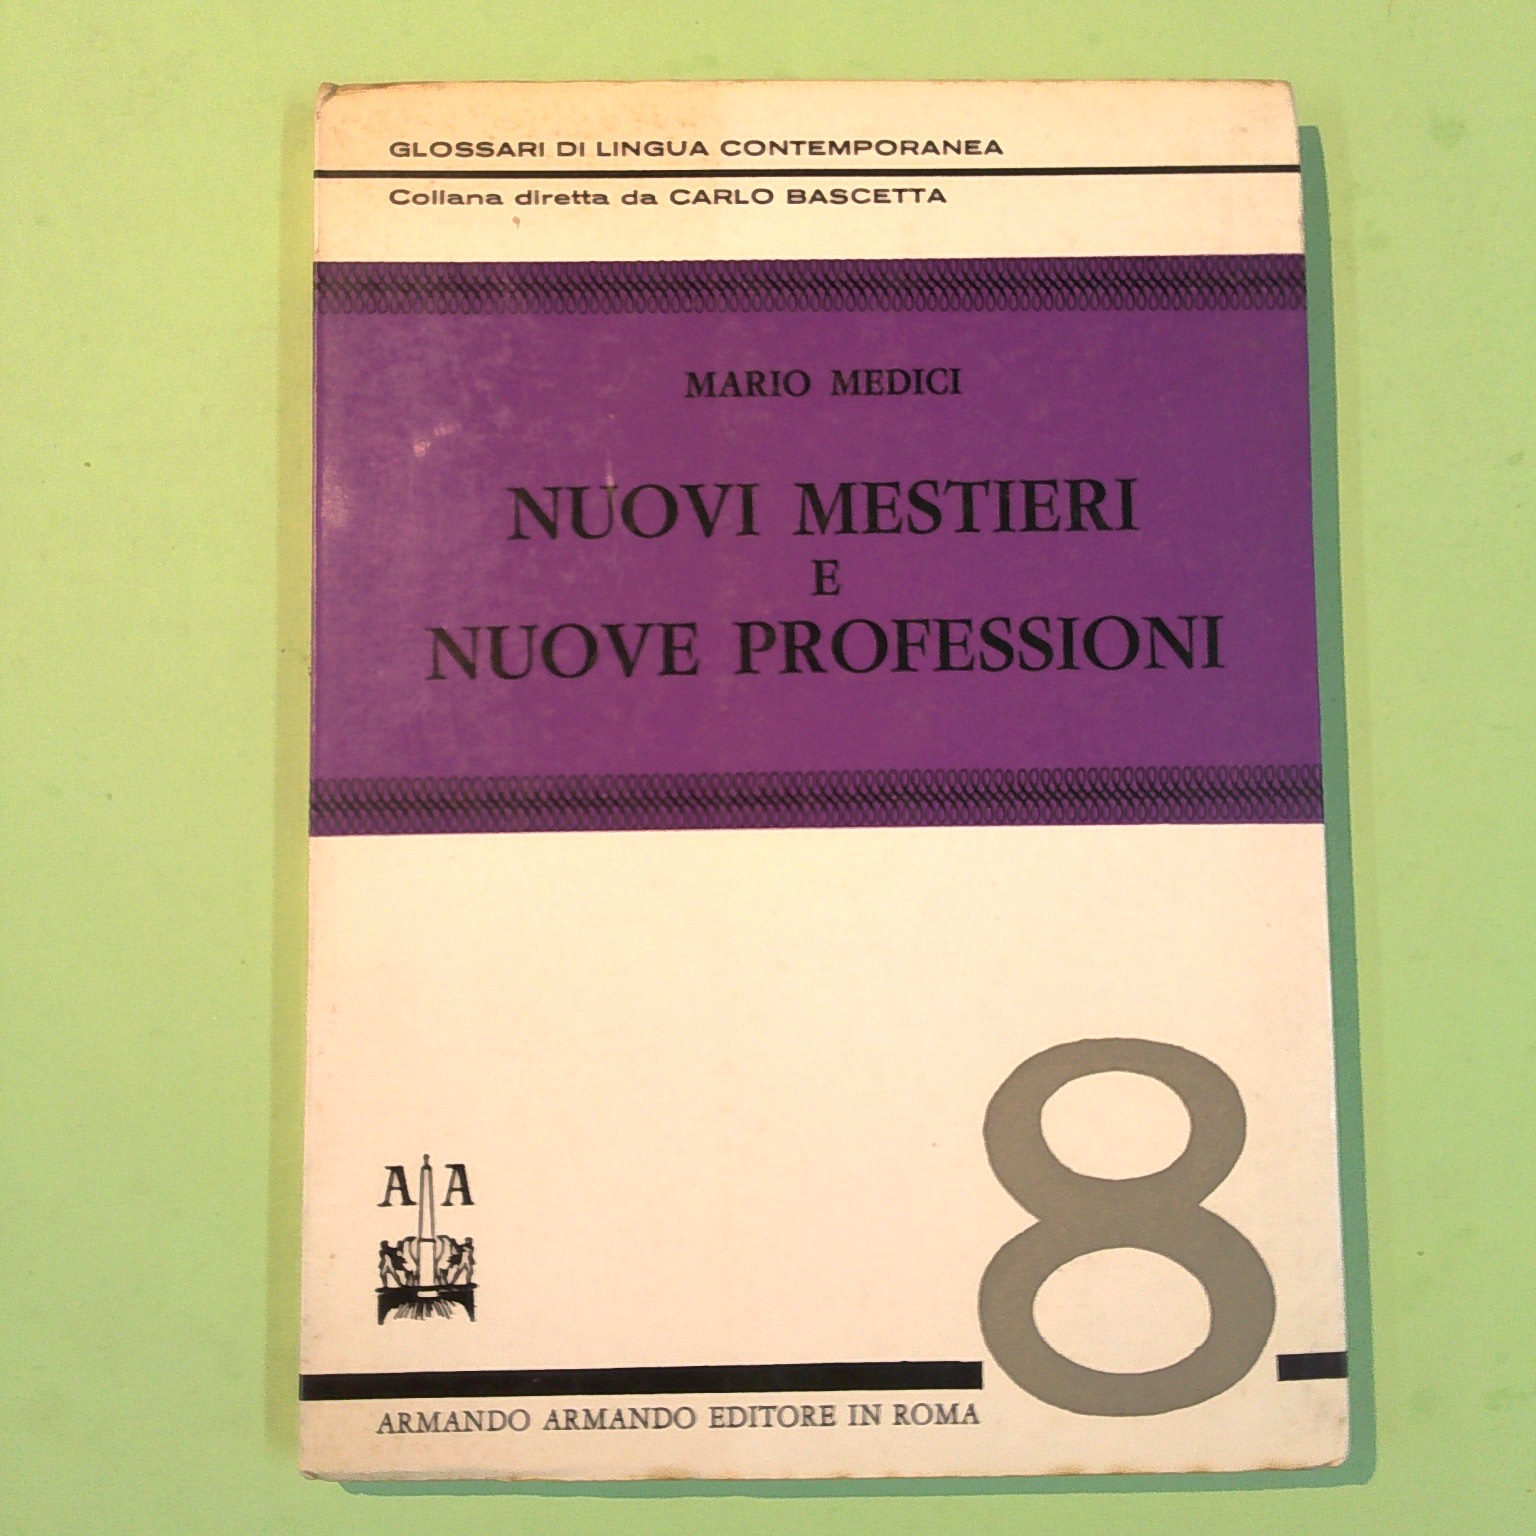 GLOSSARI DI LINGUA CONTEMPORANEA
Collana diretta da CARLO BASCETTA
MARIO MEDICI
NUOVI MESTIERI
E
NUOVE PROFESSIONI
A A
8
ARMANDO ARMANDO EDITORE IN ROMA